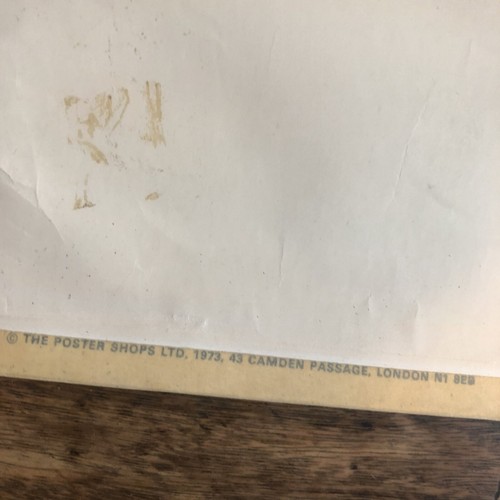 © THE POSTER SHOPS LTD, 1973, 43 CAMDEN PASSAGE, LONDON N1 8EB